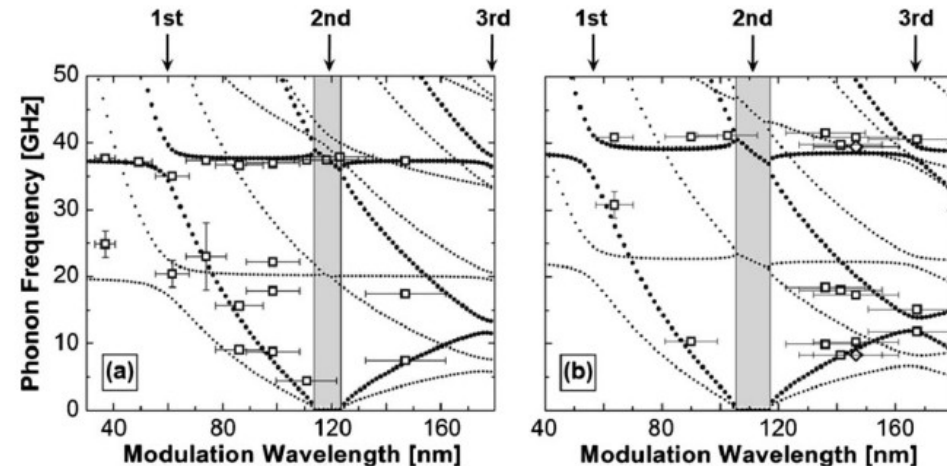 1st 2nd 3rd 1st 2nd 3rd
Phonon Frequency [GHz]
50
40
30
20
10
0
(a) (b)
40 80 120 160 40 80 120 160
Modulation Wavelength [nm] Modulation Wavelength [nm]